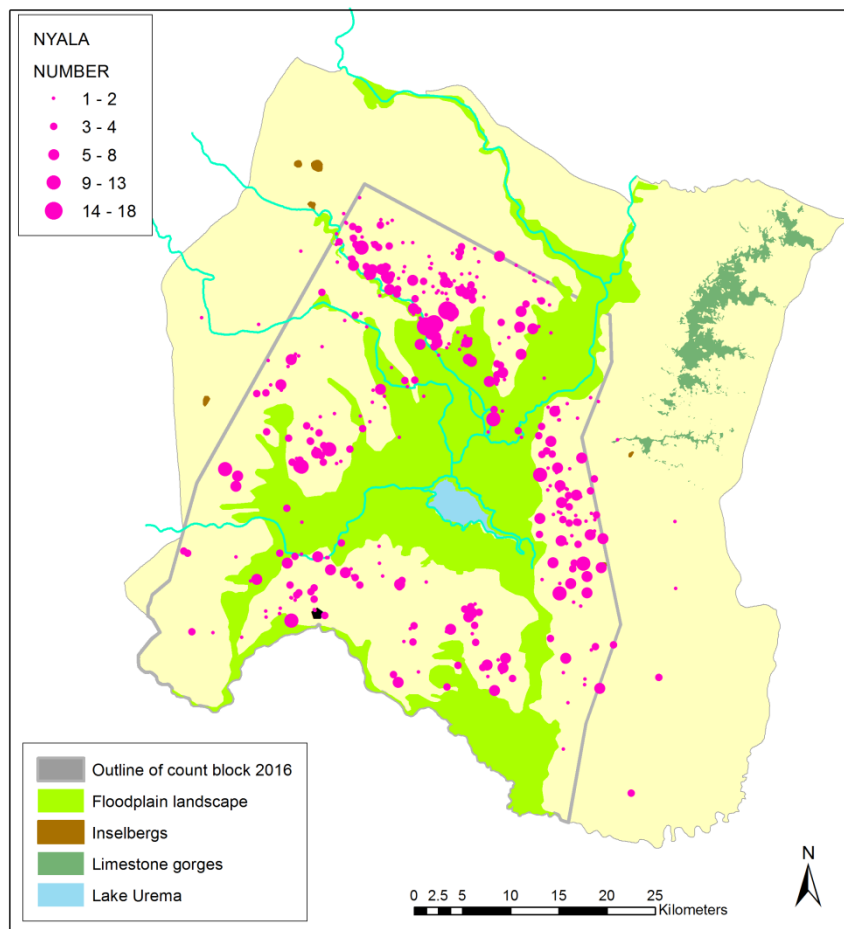 NYALA
NUMBER
1 - 2
3 - 4
5 - 8
9 - 13
14 - 18
Outline of count block 2016
Floodplain landscape
Inselbergs
Limestone gorges
Lake Urema
N
0 2.5 5 10 15 20 25
Kilometers